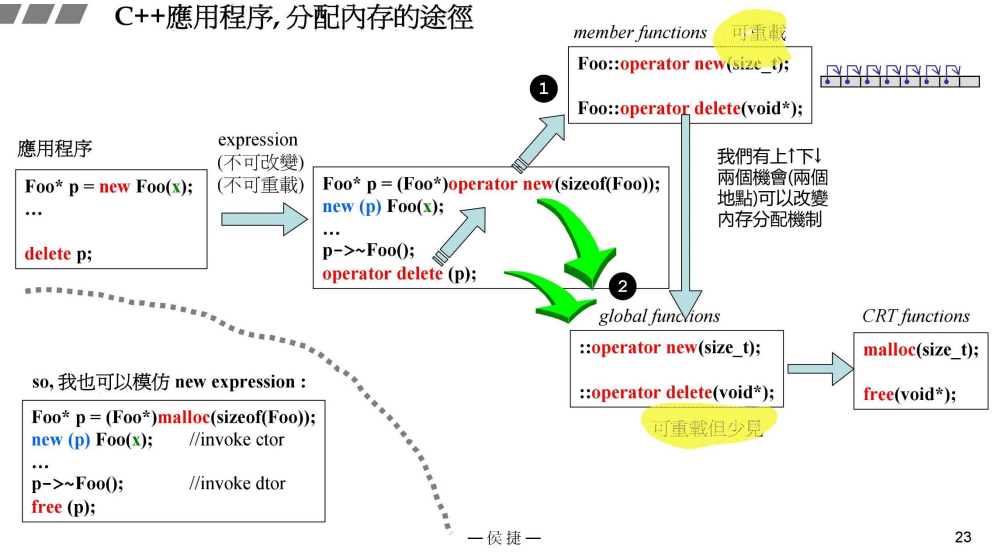 C++應用程序, 分配內存的途徑
member functions 可重載
Foo::operator new(size_t);
Foo::operator delete(void*);
1
應用程序
Foo* p = new Foo(x);
...
delete p;
expression
(不可改變)
(不可重載)
Foo* p = (Foo*)operator new(sizeof(Foo));
new (p) Foo(x);
...
p->~Foo();
operator delete (p);
我們有上↑下↓
兩個機會(兩個
地點)可以改變
內存分配機制
2
global functions
::operator new(size_t);
::operator delete(void*);
可重載但少見
CRT functions
malloc(size_t);
free(void*);
so, 我也可以模仿 new expression :
Foo* p = (Foo*)malloc(sizeof(Foo));
new (p) Foo(x); //invoke ctor
...
p->~Foo(); //invoke dtor
free (p);
— 侯捷 —
23